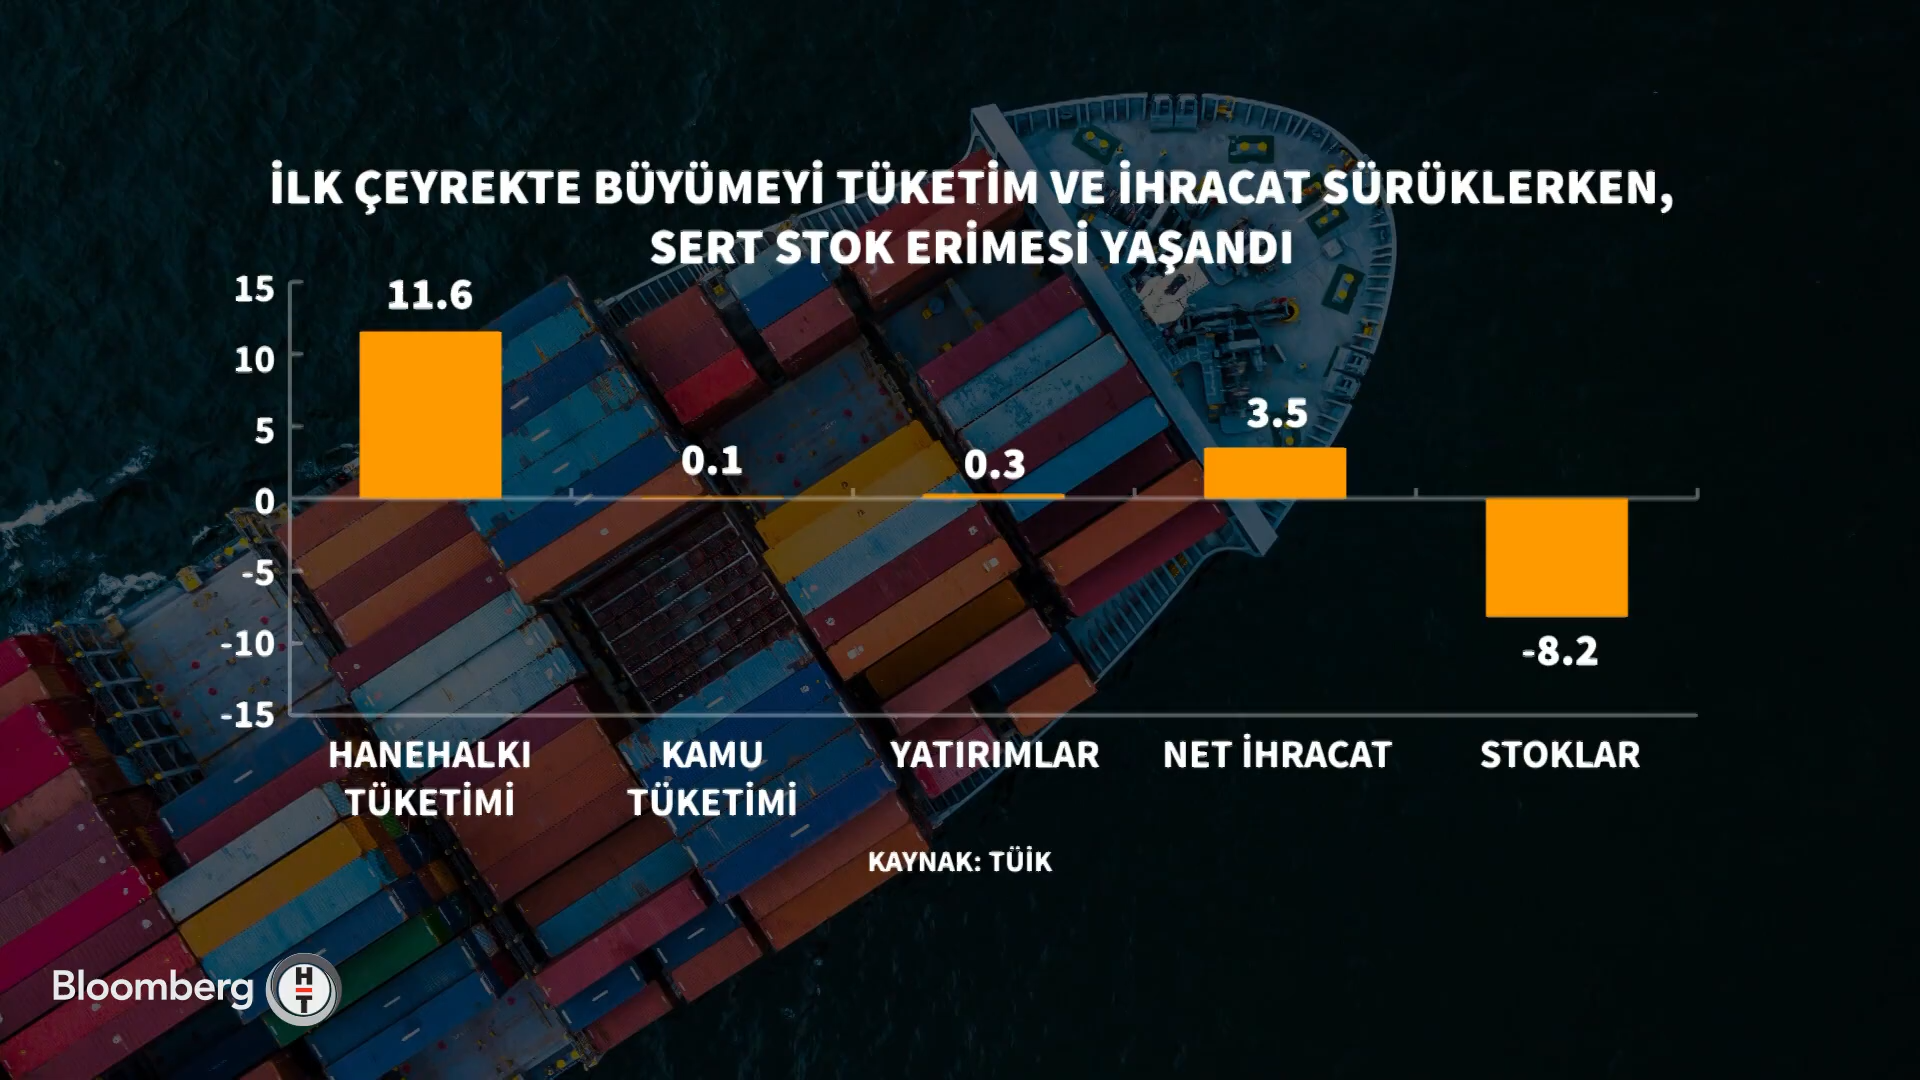 İLK ÇEYREKTE BÜYÜMEYİ TÜKETİM VE İHRACAT SÜRÜKLERKEN,
SERT STOK ERİMESİ YAŞANDI
15
10
5
0
-5
-10
-15
11.6
0.1
0.3
3.5
-8.2
HANEHALKI
TÜKETİMİ
KAMU
TÜKETİMİ
YATIRIMLAR
NET İHRACAT
STOKLAR
KAYNAK: TÜİK
Bloomberg HT